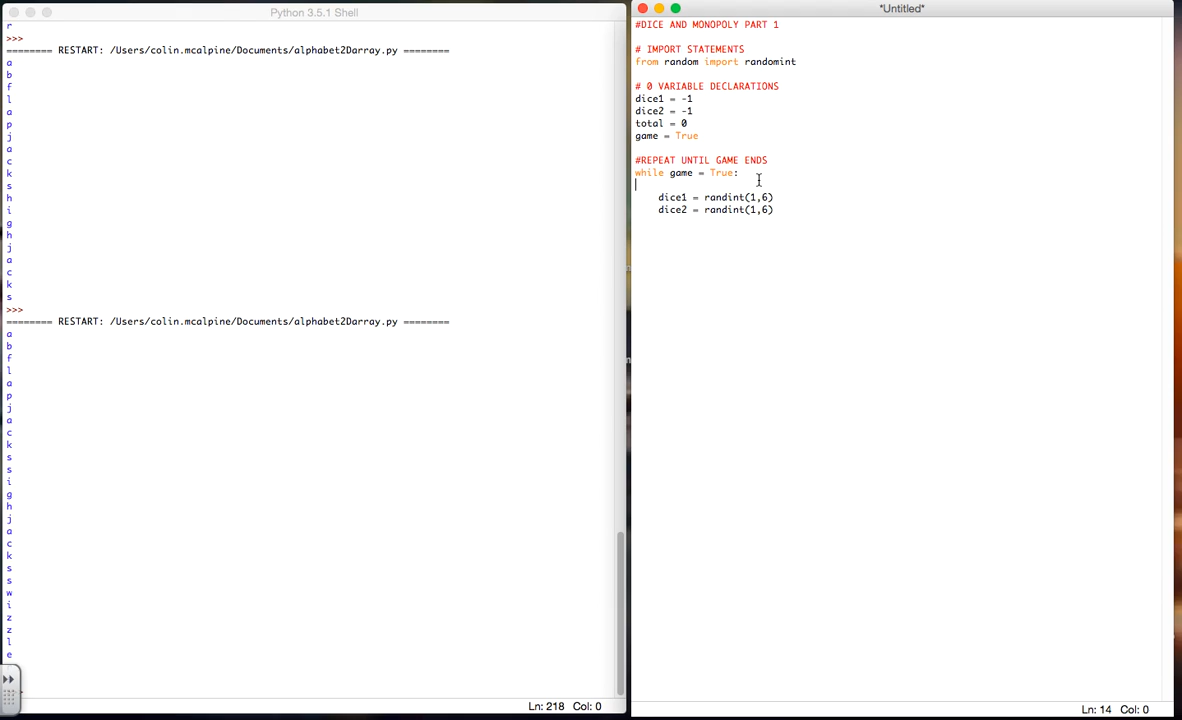 Python 3.5.1 Shell
r
>>>
======== RESTART: /Users/colin.mcalpine/Documents/alphabet2Darray.py ========
a
b
f
l
a
p
j
a
c
k
s
h
i
g
h
j
a
c
k
s
>>>
======== RESTART: /Users/colin.mcalpine/Documents/alphabet2Darray.py ========
a
b
f
l
a
p
j
a
c
k
s
s
i
g
h
j
a
c
k
s
s
w
i
z
z
l
e
Ln: 218 Col: 0
*Untitled*
#DICE AND MONOPOLY PART 1
# IMPORT STATEMENTS
from random import randomint
# 0 VARIABLE DECLARATIONS
dice1 = -1
dice2 = -1
total = 0
game = True
#REPEAT UNTIL GAME ENDS
while game = True:
dice1 = randint(1,6)
dice2 = randint(1,6)
Ln: 14 Col: 0